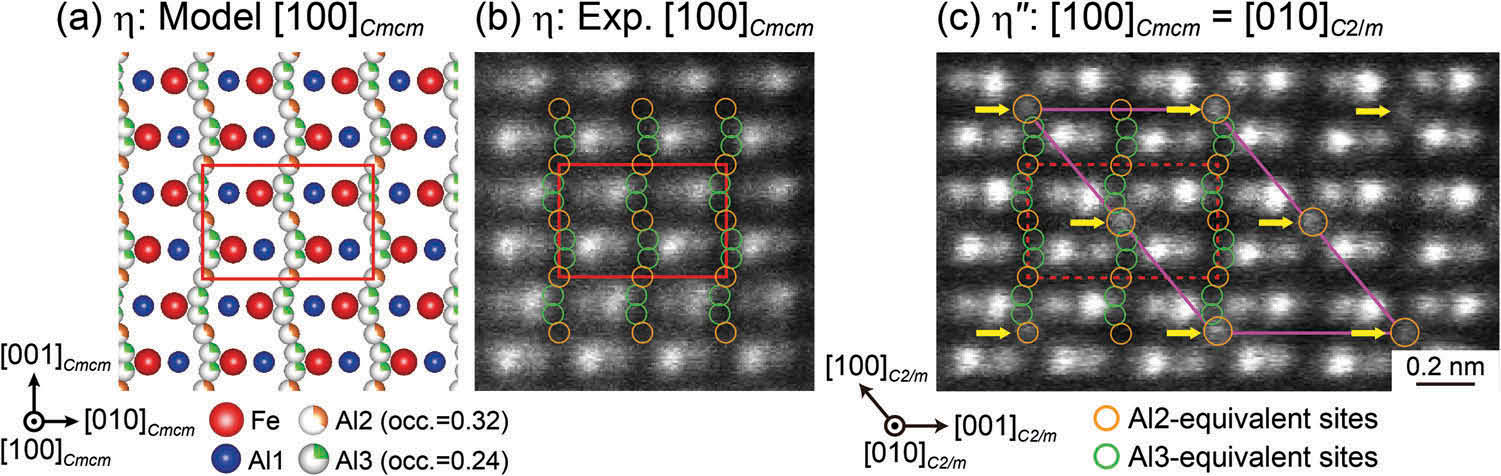 (a) η: Model [100]Cmcm
(b) η: Exp. [100]Cmcm
(c) η″: [100]Cmcm = [010]C2/m
[001]Cmcm
[010]Cmcm
[100]Cmcm
Fe
Al2 (occ.=0.32)
Al1
Al3 (occ.=0.24)
0.2 nm
[100]C2/m
[001]C2/m
[010]C2/m
Al2-equivalent sites
Al3-equivalent sites